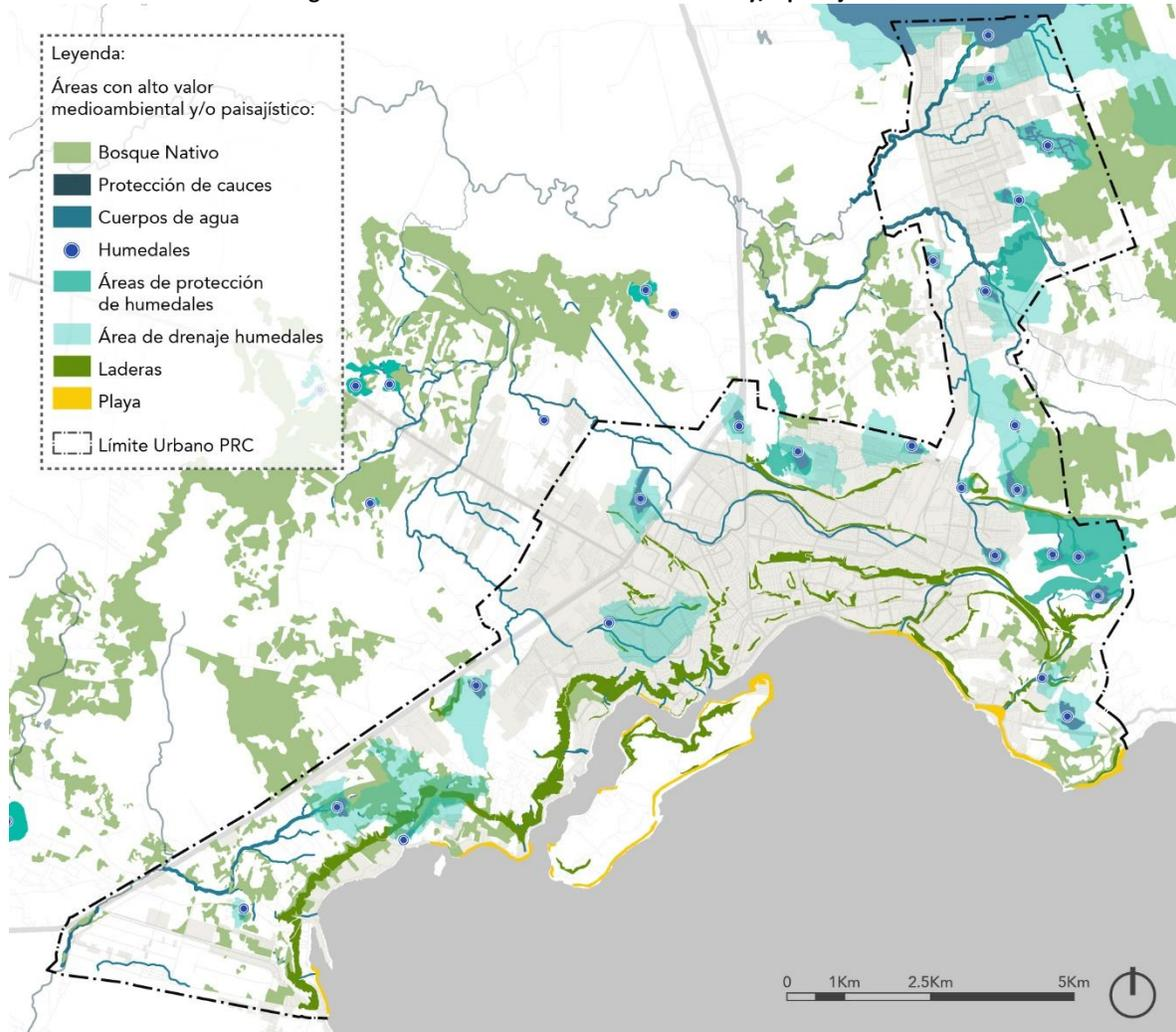 Leyenda:
Áreas con alto valor
medioambiental y/o paisajístico:
Bosque Nativo
Protección de cauces
Cuerpos de agua
Humedales
Áreas de protección
de humedales
Área de drenaje humedales
Laderas
Playa
Límite Urbano PRC
0 1Km 2.5Km 5Km